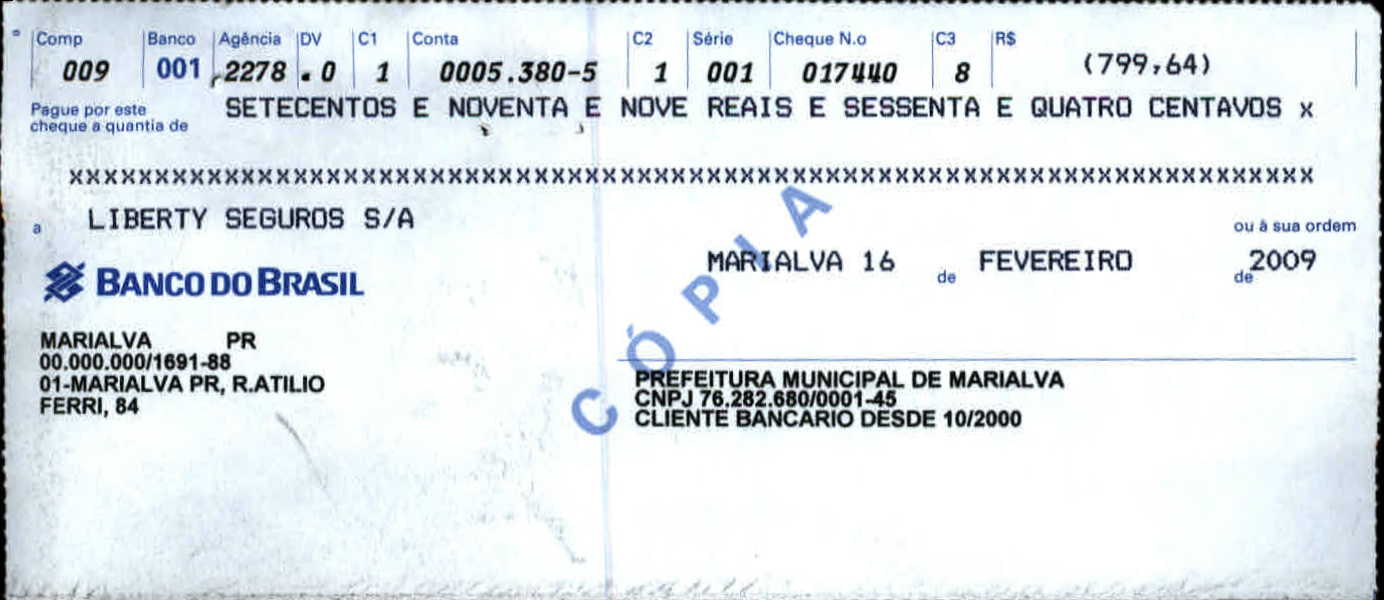 Comp Banco Agência DV C1 Conta C2 Série Cheque N.o C3 R$
009 001 2278 . 0 1 0005.380-5 1 001 017440 8 (799,64)
Pague por este
cheque a quantia de SETECENTOS E NOVENTA E NOVE REAIS E SESSENTA E QUATRO CENTAVOS x
xxxxxxxxxxxxxxxxxxxxxxxxxxxxxxxxxxxxxxxxxxxxxxxxxxxxxxxxxxxxxxxxxxxxxxxx
a LIBERTY SEGUROS S/A ou à sua ordem
MARIALVA 16 de FEVEREIRO de 2009
BANCO DO BRASIL
MARIALVA PR
00.000.000/1691-88
01-MARIALVA PR, R.ATILIO
FERRI, 84
PREFEITURA MUNICIPAL DE MARIALVA
CNPJ 76.282.680/0001-45
CLIENTE BANCARIO DESDE 10/2000
CÓPIA